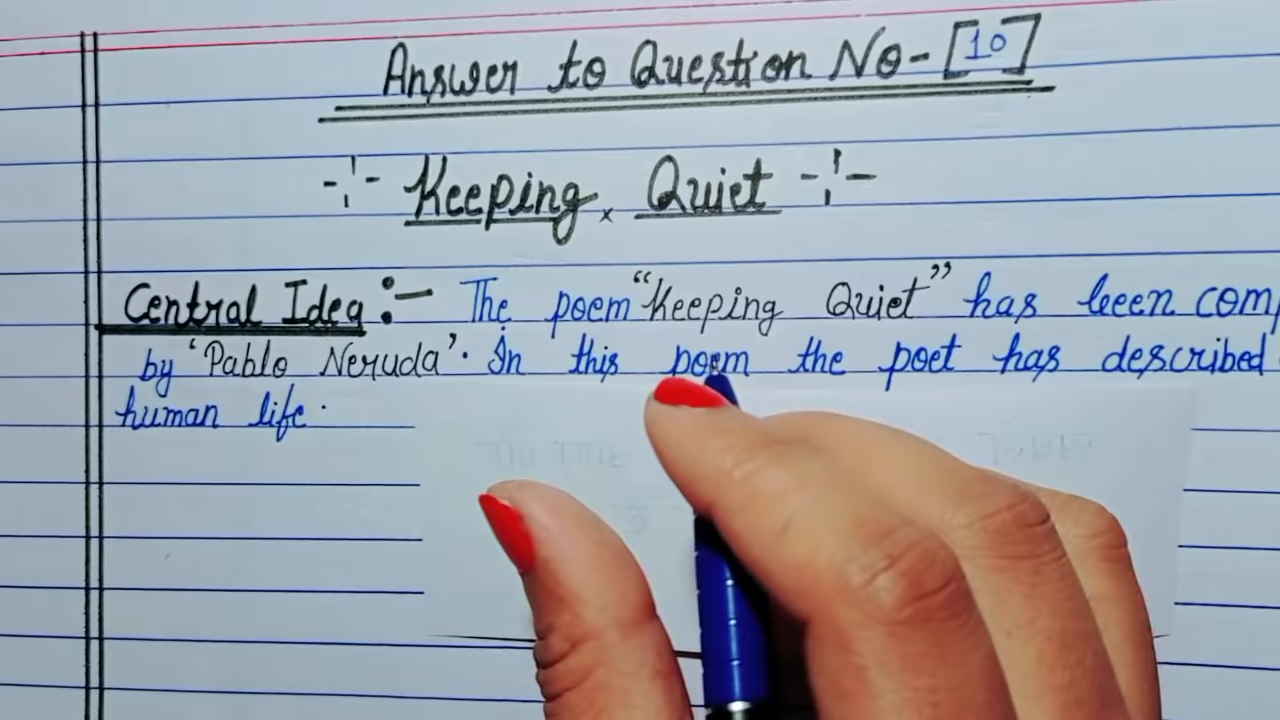 Answer to Question No-[10]
Keeping Quiet
Central Idea:- The poem "Keeping Quiet" has been
by 'Pablo Neruda'. In this poem the poet has described
human life.